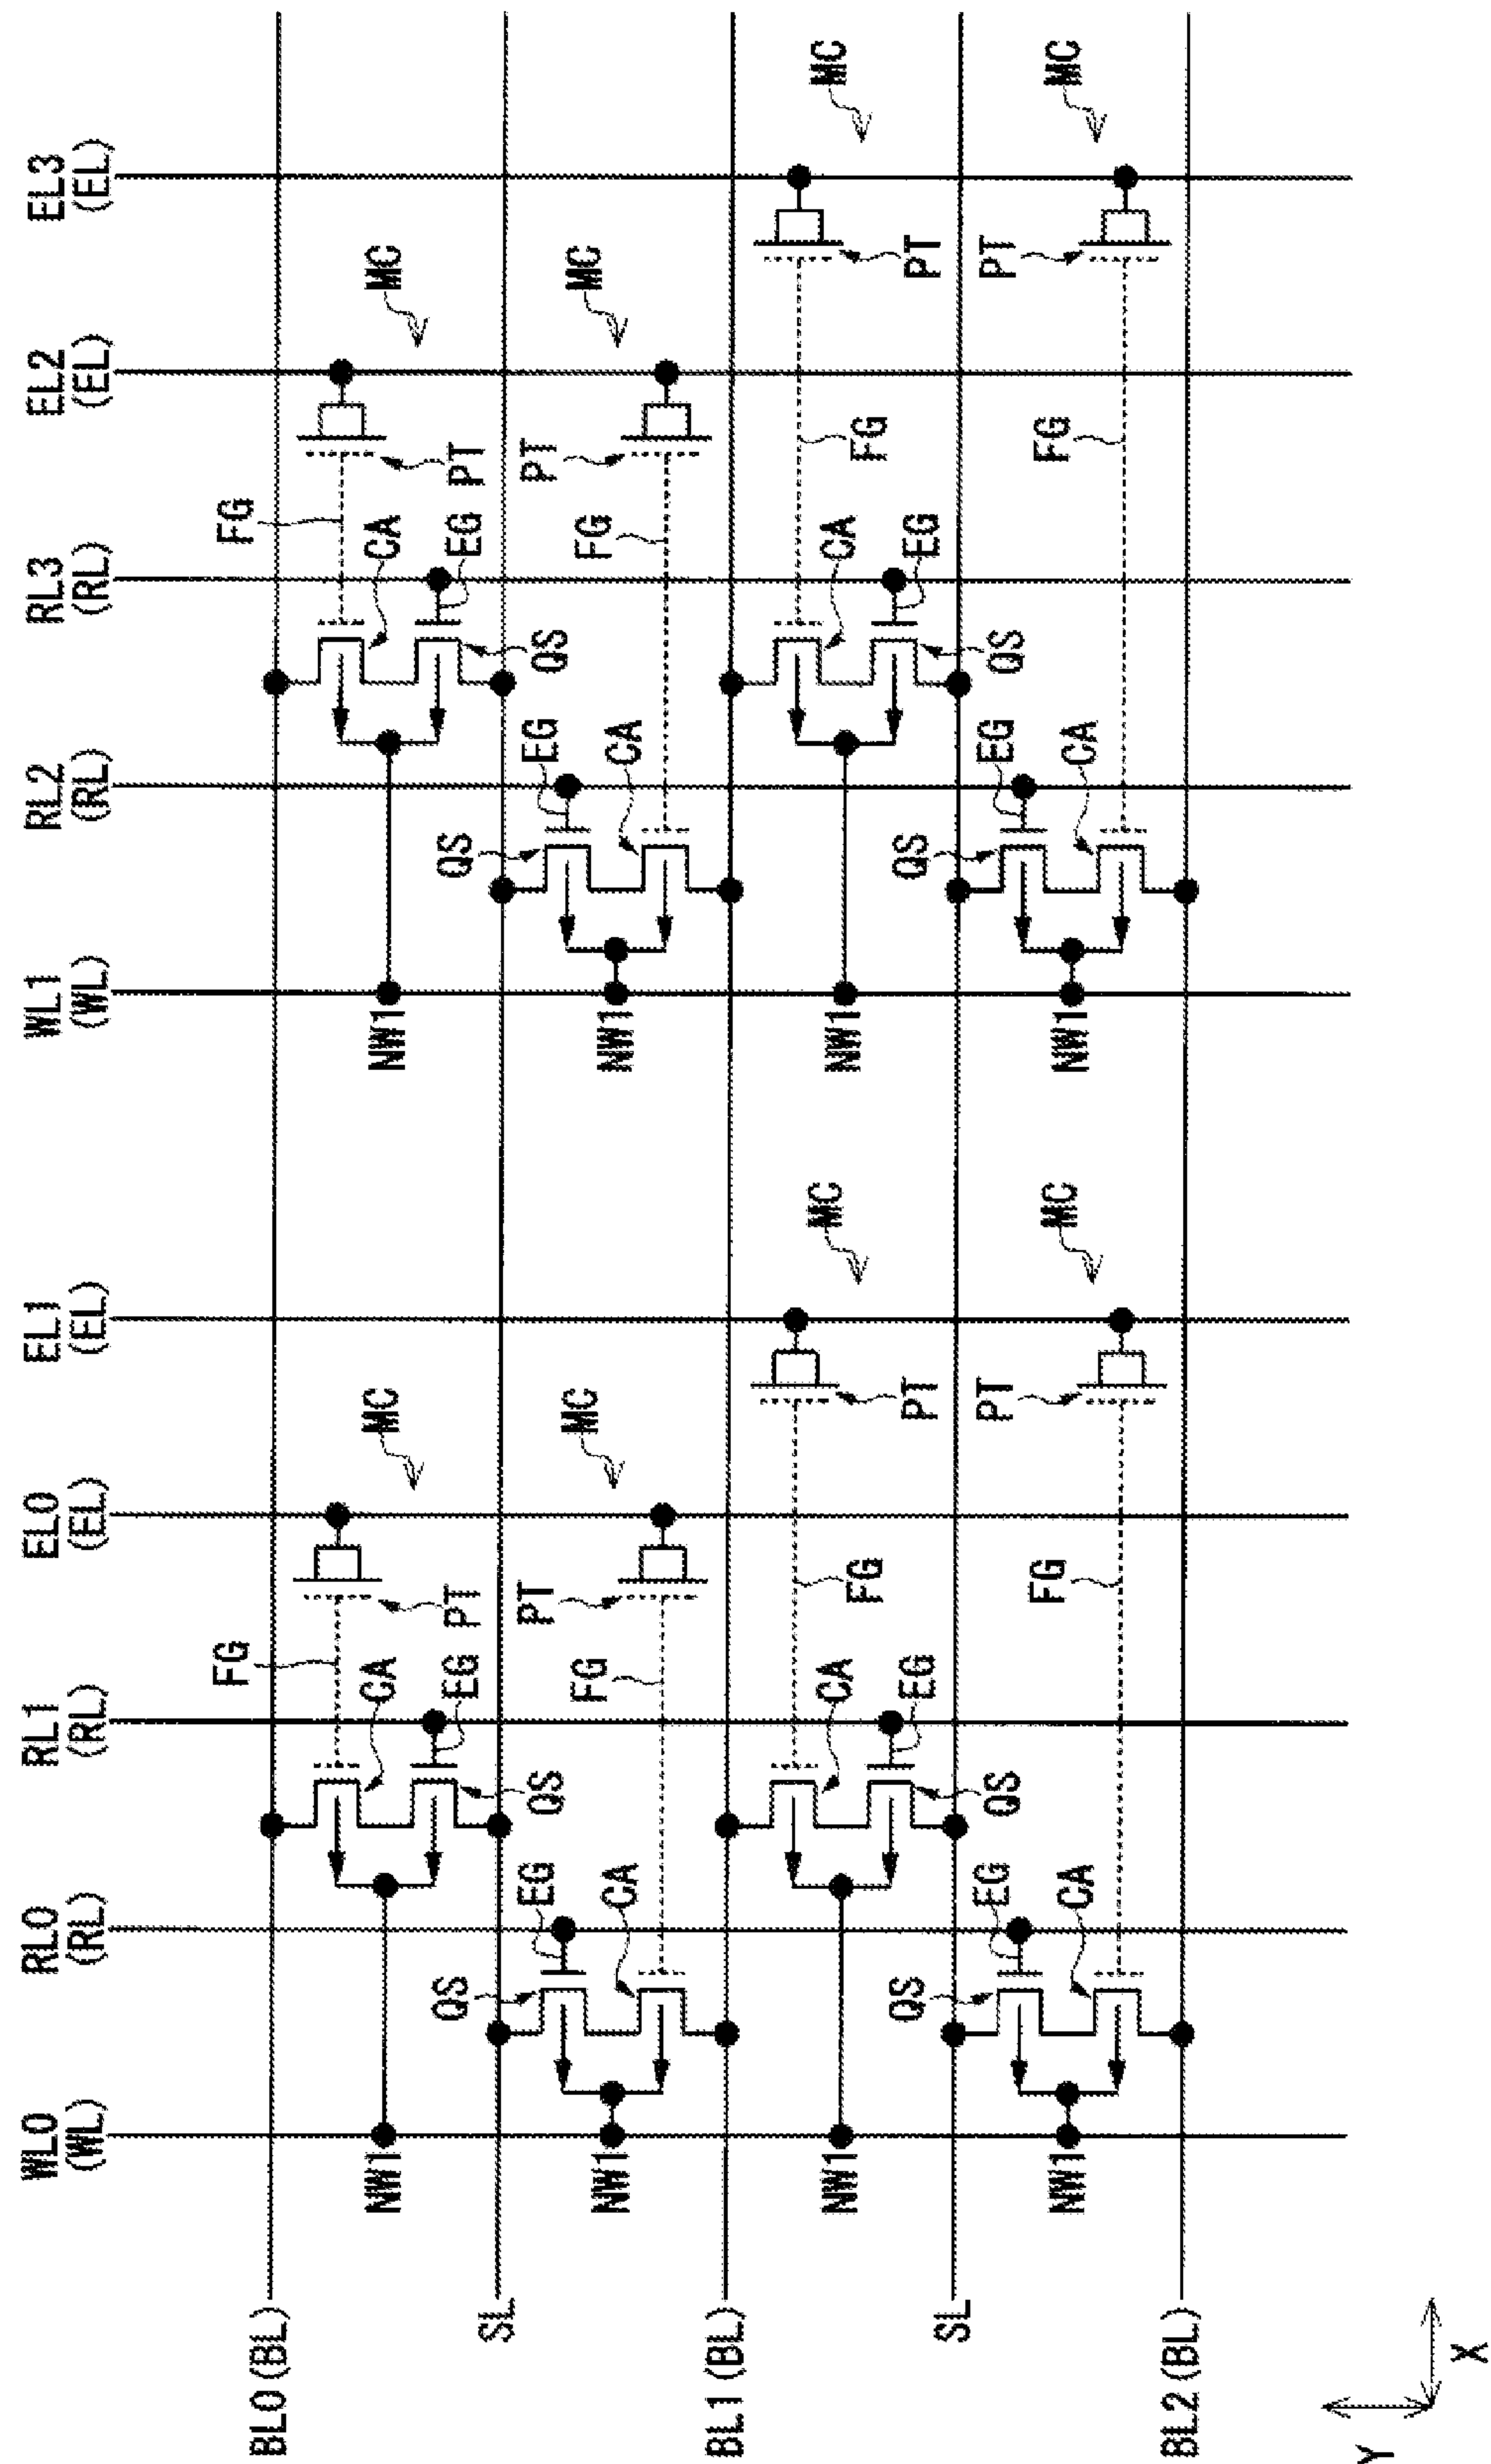 WL0 RL0 RL1 EL0 EL1 WL1 RL2 RL3 EL2 EL3
(WL) (RL) (RL) (EL) (EL) (WL) (RL) (RL) (EL) (EL)
FG FG
BL0 (BL)
NW1 CA MC NW1 CA MC
QS EG PT QS EG PT
SL
EG QS PT EG QS PT
NW1 CA FG MC NW1 CA FG MC
BL1 (BL)
NW1 CA FG MC NW1 CA FG MC
QS EG PT QS EG PT
SL
EG QS PT EG QS PT
NW1 CA FG MC NW1 CA FG MC
BL2 (BL)
Y
X